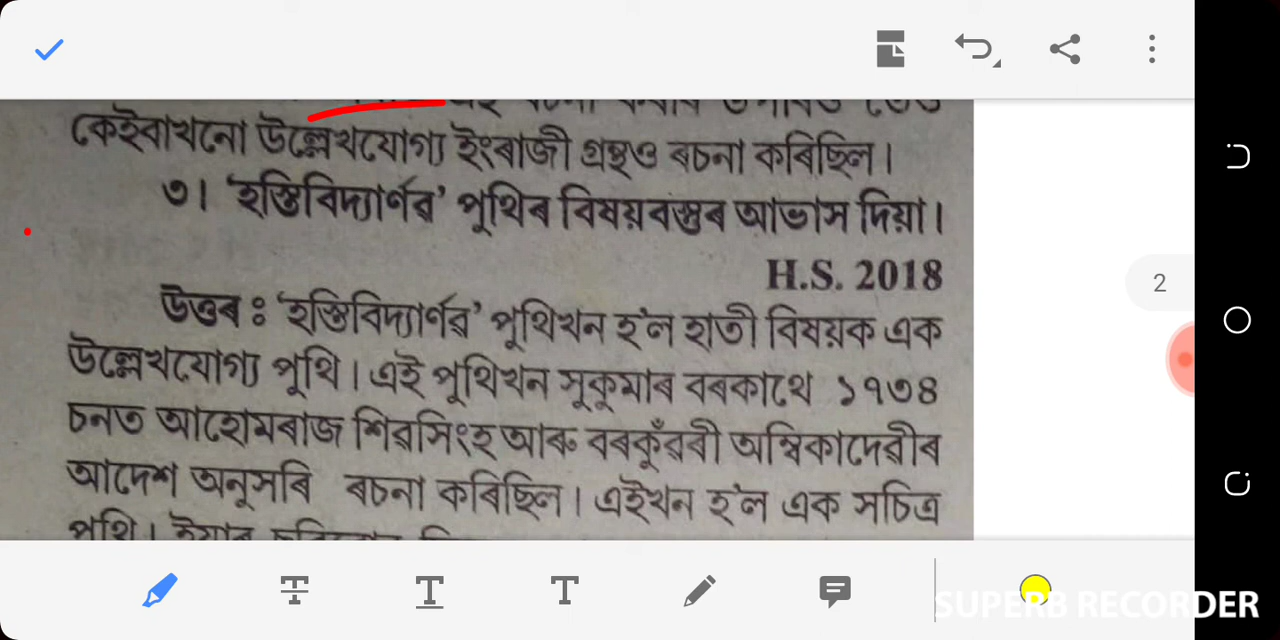 কেইবাখনো উল্লেখযোগ্য ইংৰাজী গ্ৰন্থও ৰচনা কৰিছিল।
৩। 'হস্তিবিদ্যাৰ্ণৱ' পুথিৰ বিষয়বস্তুৰ আভাস দিয়া।
H.S. 2018
2
উত্তৰ : 'হস্তিবিদ্যাৰ্ণৱ' পুথিখন হ'ল হাতী বিষয়ক এক
উল্লেখযোগ্য পুথি। এই পুথিখন সুকুমাৰ বৰকাথে ১৭৩৪
চনত আহোমৰাজ শিৱসিংহ আৰু বৰকুঁৱৰী অম্বিকাদেৱীৰ
আদেশ অনুসৰি ৰচনা কৰিছিল। এইখন হ'ল এক সচিত্ৰ
পুথি। ইয়াৰ
T T T
SUPERB RECORDER